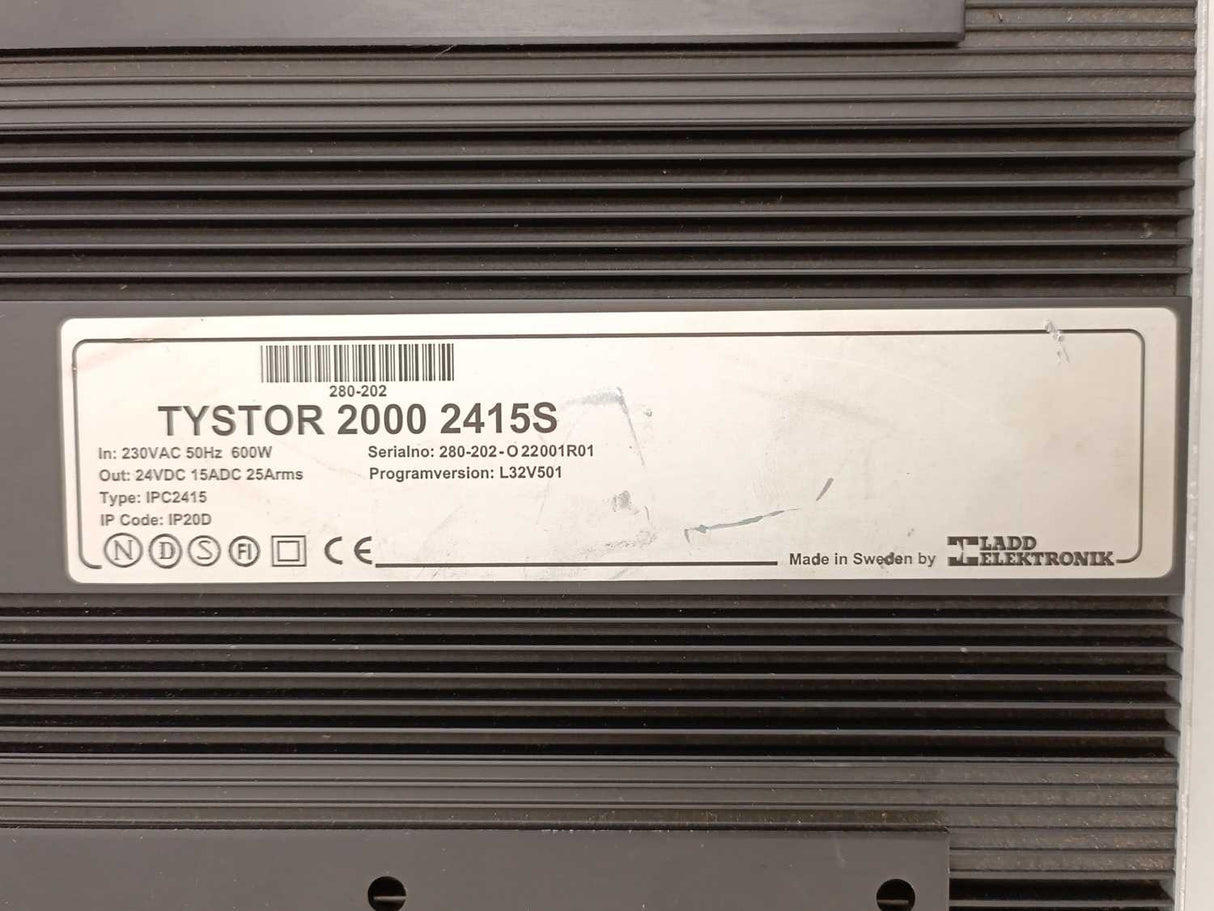 280-202
TYSTOR 2000 2415S
In: 230VAC 50Hz 600W
Out: 24VDC 15ADC 25Arms
Type: IPC2415
IP Code: IP20D
Serialno: 280-202-O 22001R01
Programversion: L32V501
N D S FI CE
Made in Sweden by
LADD
ELEKTRONIK